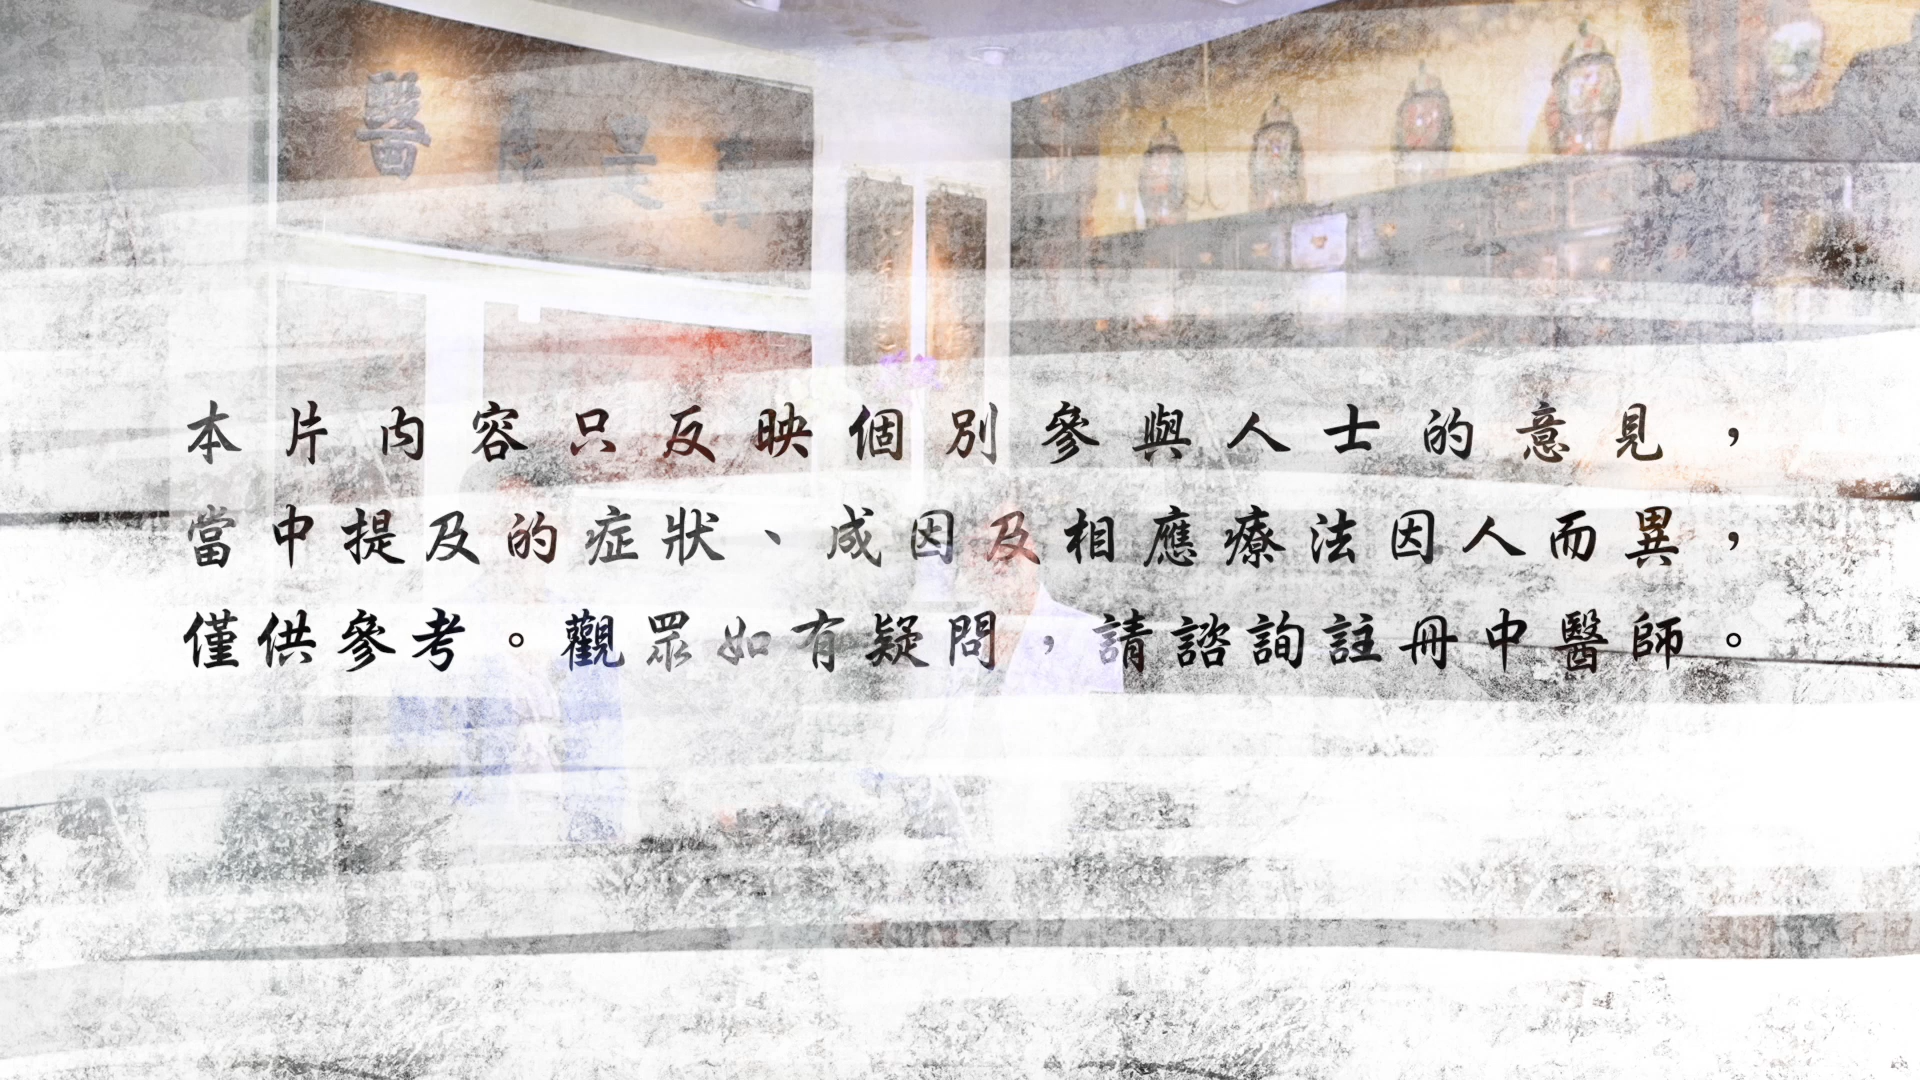 醫
本片內容只反映個別參與人士的意見，
當中提及的症狀、成因及相應療法因人而異，
僅供參考。觀眾如有疑問，請諮詢註冊中醫師。